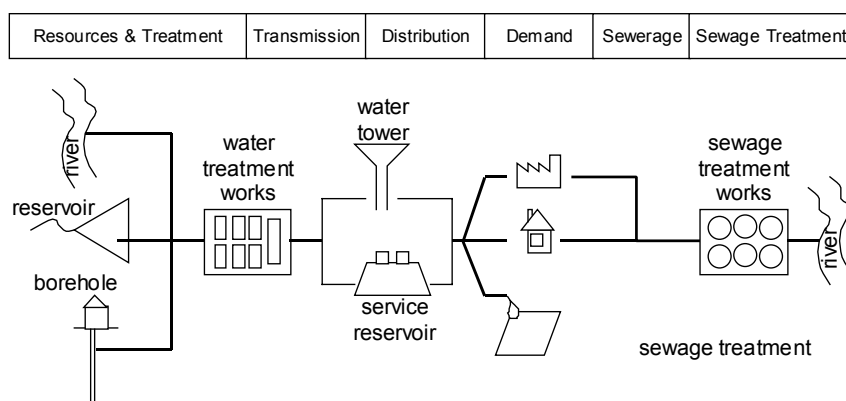 Resources & Treatment
Transmission
Distribution
Demand
Sewerage
Sewage Treatment
river
reservoir
borehole
water
treatment
works
water
tower
service
reservoir
sewage
treatment
works
river
sewage treatment